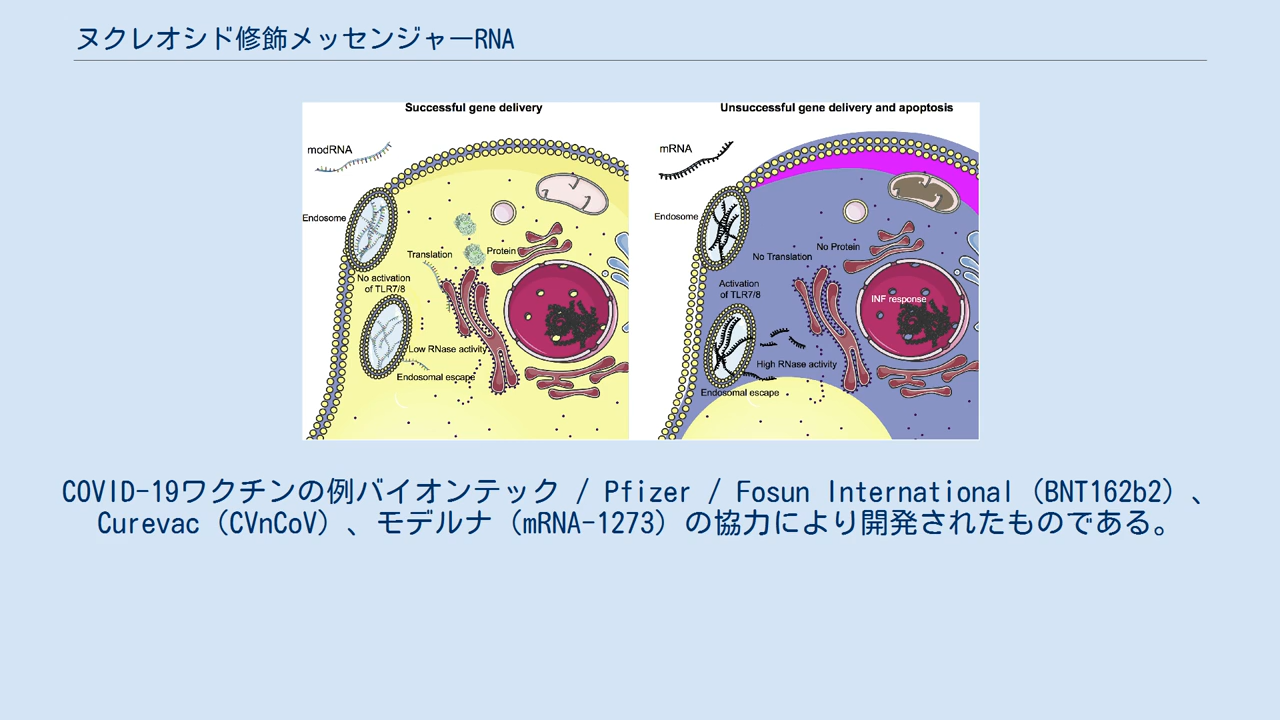 ヌクレオシド修飾メッセンジャーRNA
Successful gene delivery
modRNA
Endosome
Translation
Protein
No activation
of TLR7/8
Low RNase activity
Endosomal escape
Unsuccessful gene delivery and apoptosis
mRNA
Endosome
No Protein
No Translation
Activation
of TLR7/8
INF response
High RNase activity
Endosomal escape
COVID-19ワクチンの例バイオンテック / Pfizer / Fosun International（BNT162b2）、
Curevac（CVnCoV）、モデルナ（mRNA-1273）の協力により開発されたものである。